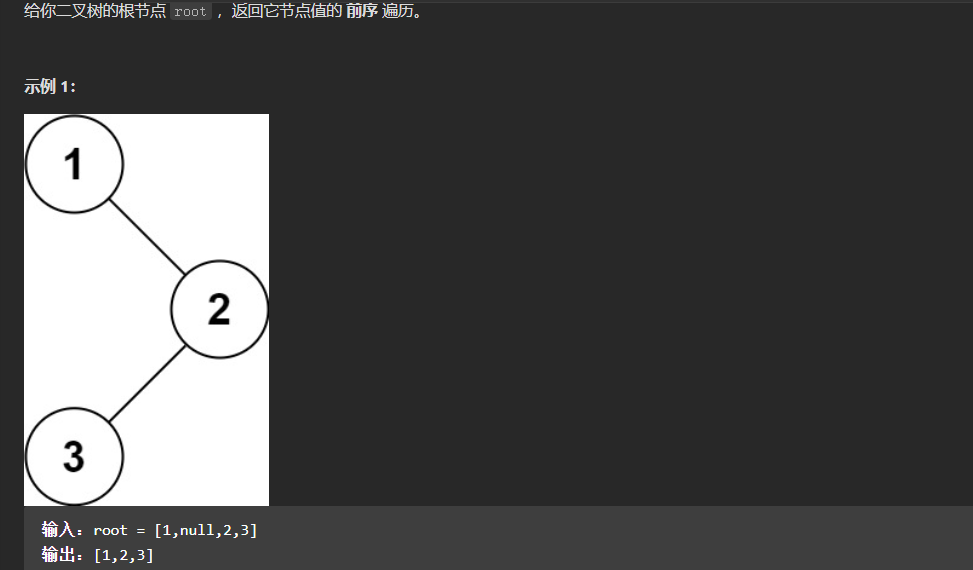 给你二叉树的根节点 root ，返回它节点值的 前序 遍历。
示例 1：
1
2
3
输入：root = [1,null,2,3]
输出：[1,2,3]